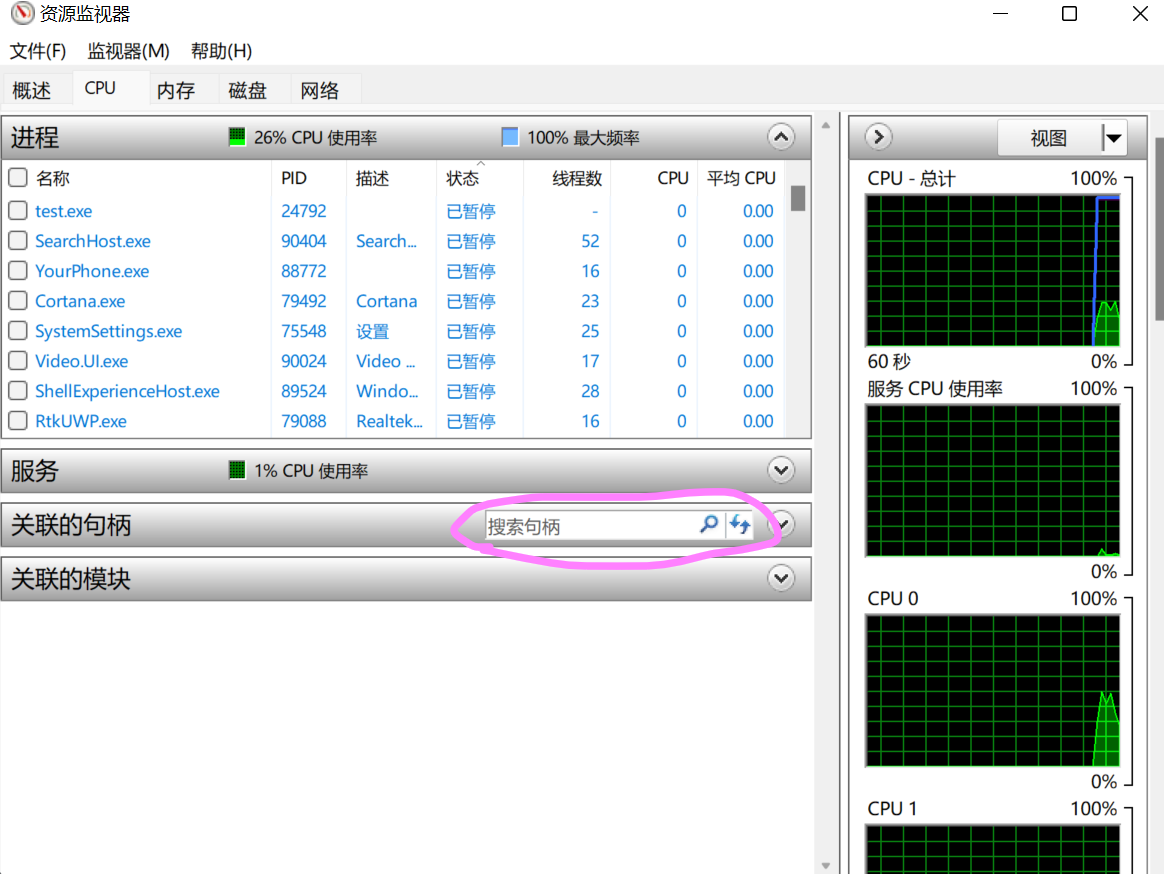 资源监视器
文件(F) 监视器(M) 帮助(H)
概述 CPU 内存 磁盘 网络
进程 26% CPU 使用率 100% 最大频率
名称 PID 描述 状态 线程数 CPU 平均 CPU
test.exe 24792 已暂停 - 0 0.00
SearchHost.exe 90404 Search... 已暂停 52 0 0.00
YourPhone.exe 88772 已暂停 16 0 0.00
Cortana.exe 79492 Cortana 已暂停 23 0 0.00
SystemSettings.exe 75548 设置 已暂停 25 0 0.00
Video.UI.exe 90024 Video ... 已暂停 17 0 0.00
ShellExperienceHost.exe 89524 Windo... 已暂停 28 0 0.00
RtkUWP.exe 79088 Realtek... 已暂停 16 0 0.00
服务 1% CPU 使用率
关联的句柄 搜索句柄
关联的模块
视图
CPU - 总计 100%
60 秒 0%
服务 CPU 使用率 100%
0%
CPU 0 100%
0%
CPU 1 100%